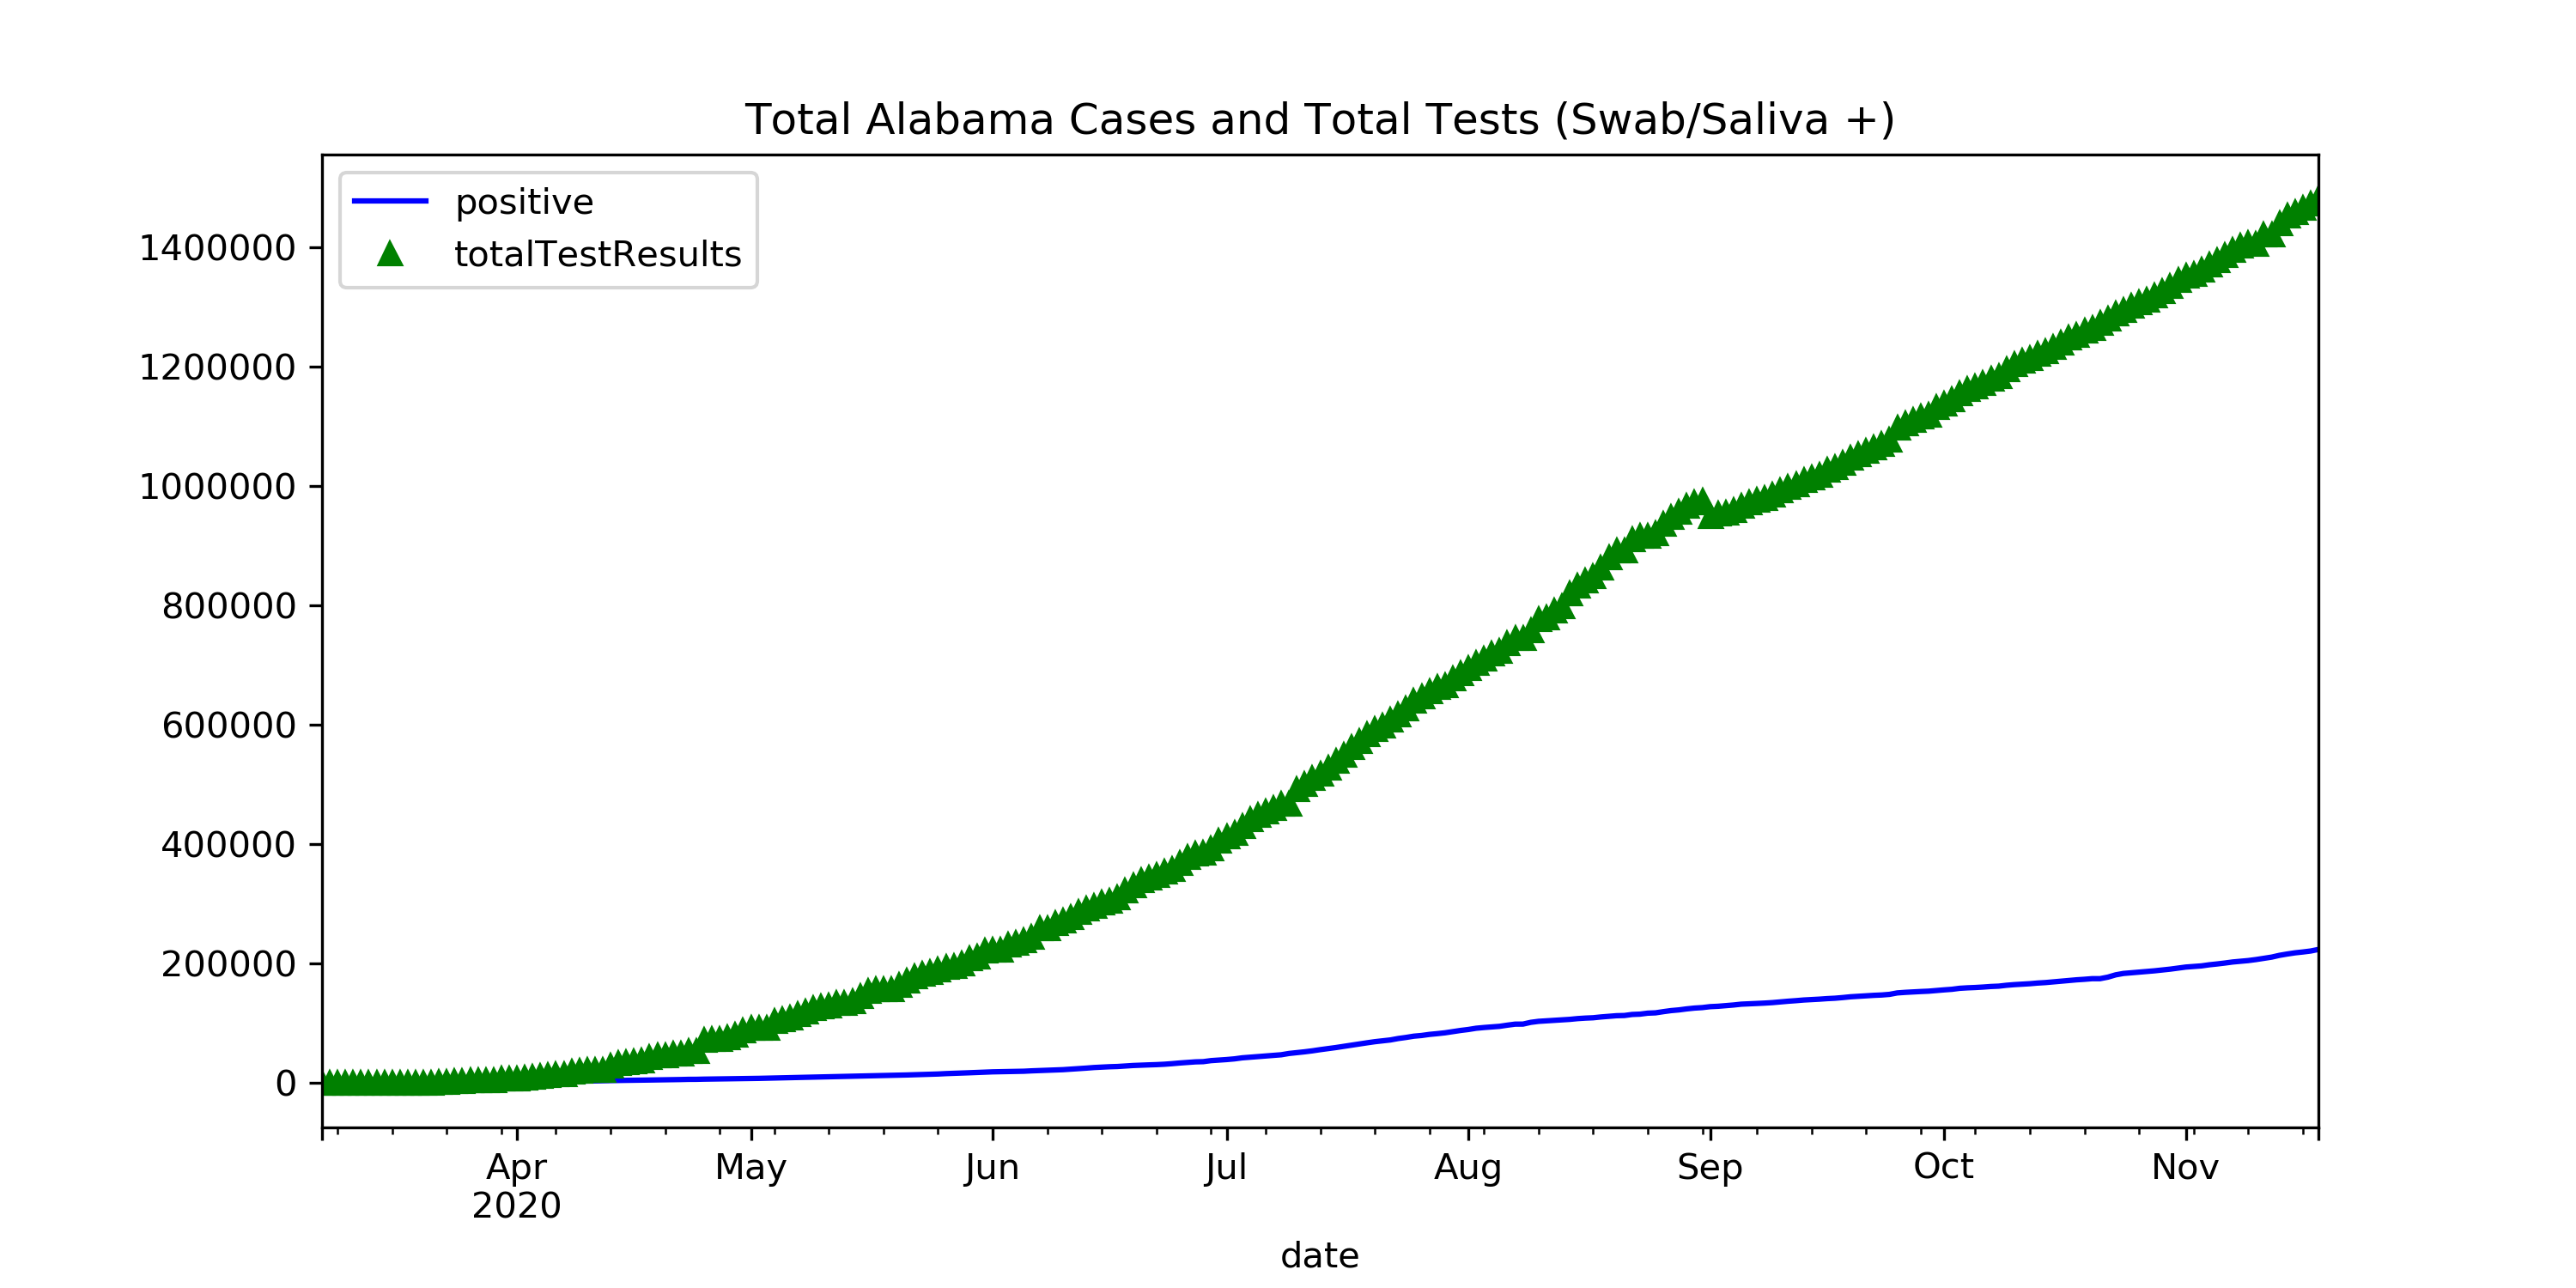 Total Alabama Cases and Total Tests (Swab/Saliva +)
positive
totalTestResults
1400000
1200000
1000000
800000
600000
400000
200000
0
Apr May Jun Jul Aug Sep Oct Nov
2020
date